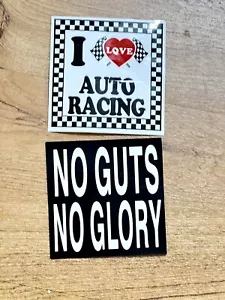 I LOVE
AUTO
RACING
NO GUTS
NO GLORY